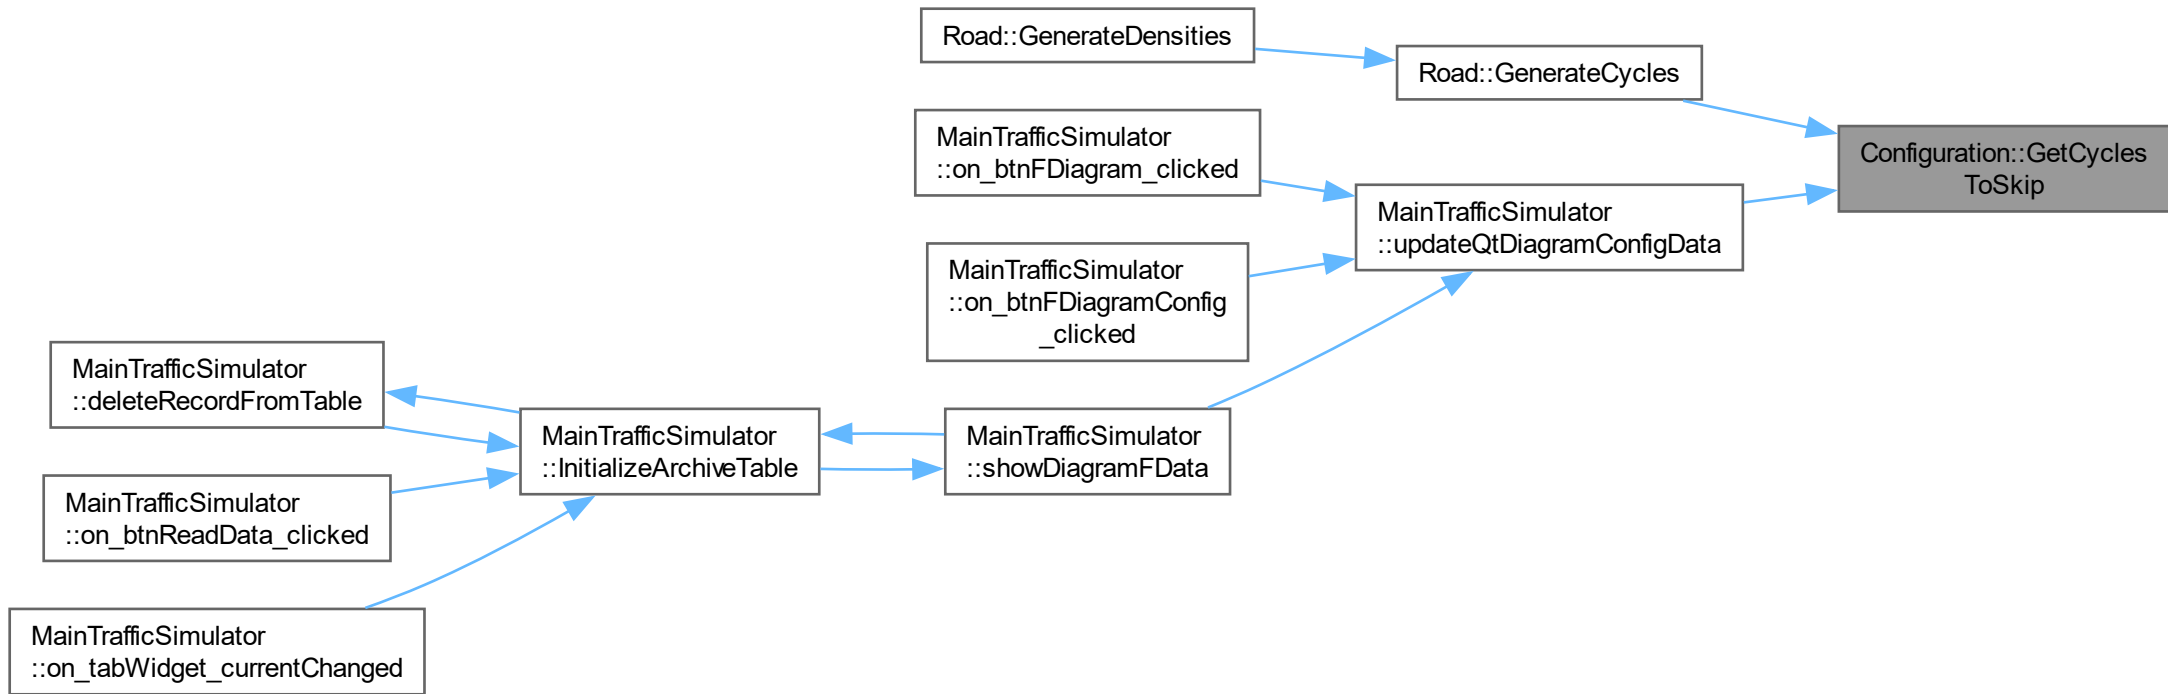 Road::GenerateDensities
Road::GenerateCycles
MainTrafficSimulator
::on_btnFDiagram_clicked
Configuration::GetCycles
ToSkip
MainTrafficSimulator
::updateQtDiagramConfigData
MainTrafficSimulator
::on_btnFDiagramConfig
_clicked
MainTrafficSimulator
::deleteRecordFromTable
MainTrafficSimulator
::InitializeArchiveTable
MainTrafficSimulator
::showDiagramFData
MainTrafficSimulator
::on_btnReadData_clicked
MainTrafficSimulator
::on_tabWidget_currentChanged